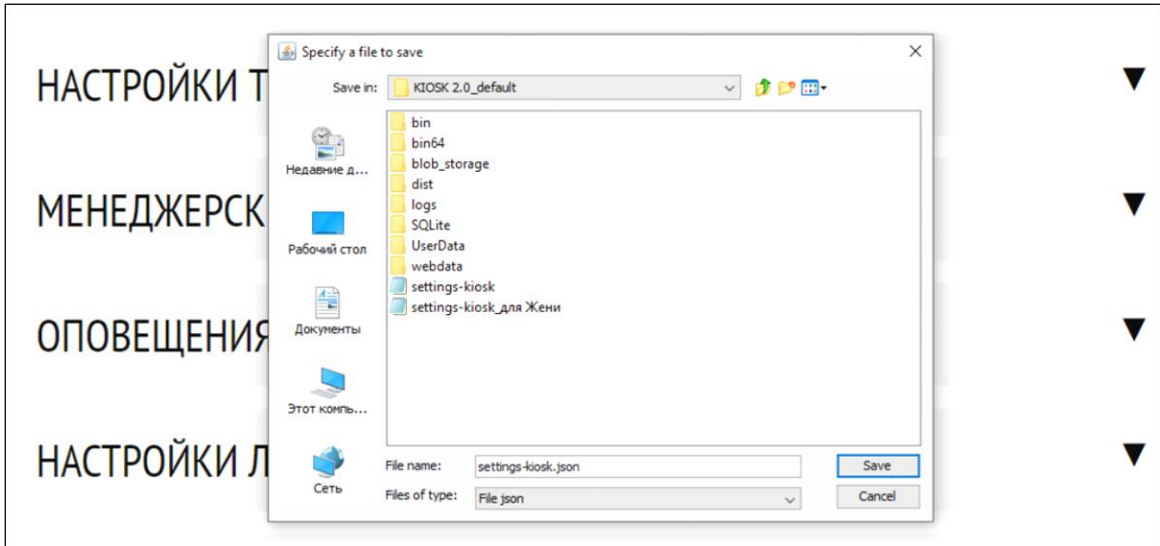 Specify a file to save
НАСТРОЙКИ Т
Save in: KIOSK 2.0_default
bin
bin64
blob_storage
dist
logs
SQLite
UserData
webdata
settings-kiosk
settings-kiosk_для Жени
Недавние д...
МЕНЕДЖЕРСК
Рабочий стол
ОПОВЕЩЕНИЯ
Документы
Этот компь...
НАСТРОЙКИ Л
Сеть
File name: settings-kiosk.json Save
Files of type: File json Cancel